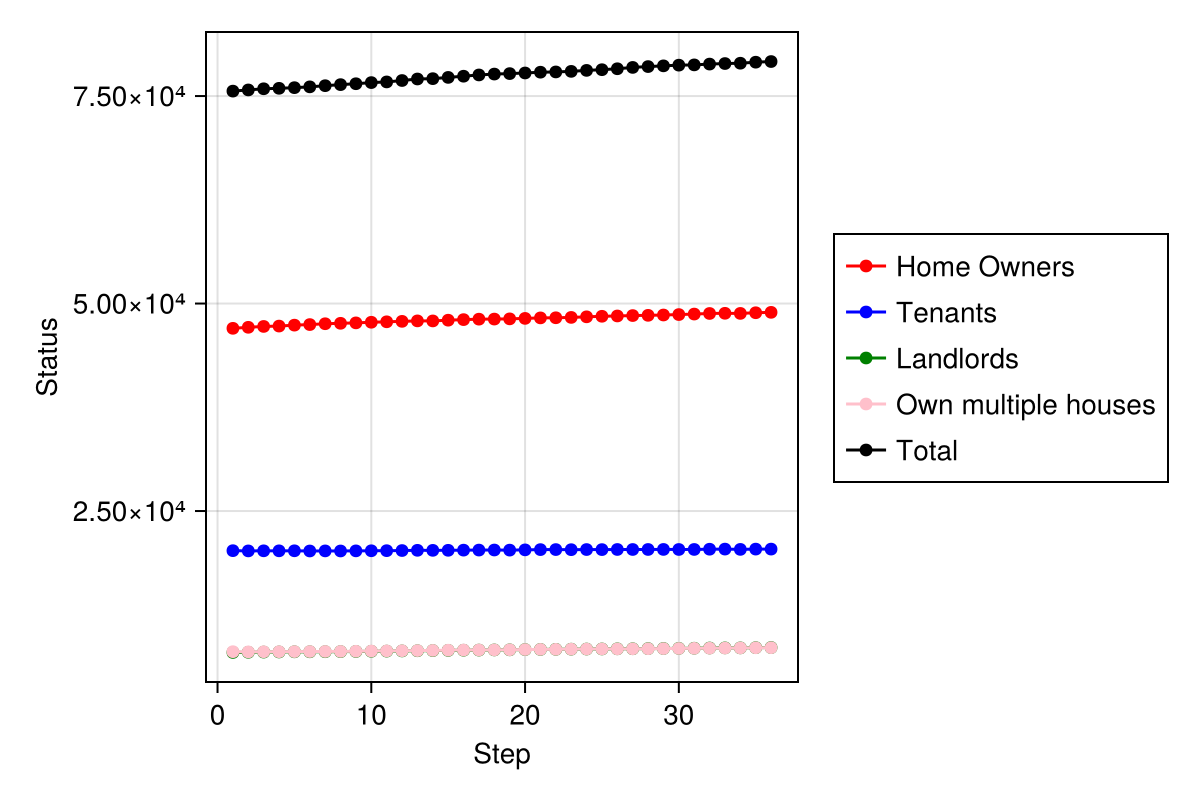 7.50×10⁴
5.00×10⁴
2.50×10⁴
Status
0 10 20 30
Step
Home Owners
Tenants
Landlords
Own multiple houses
Total